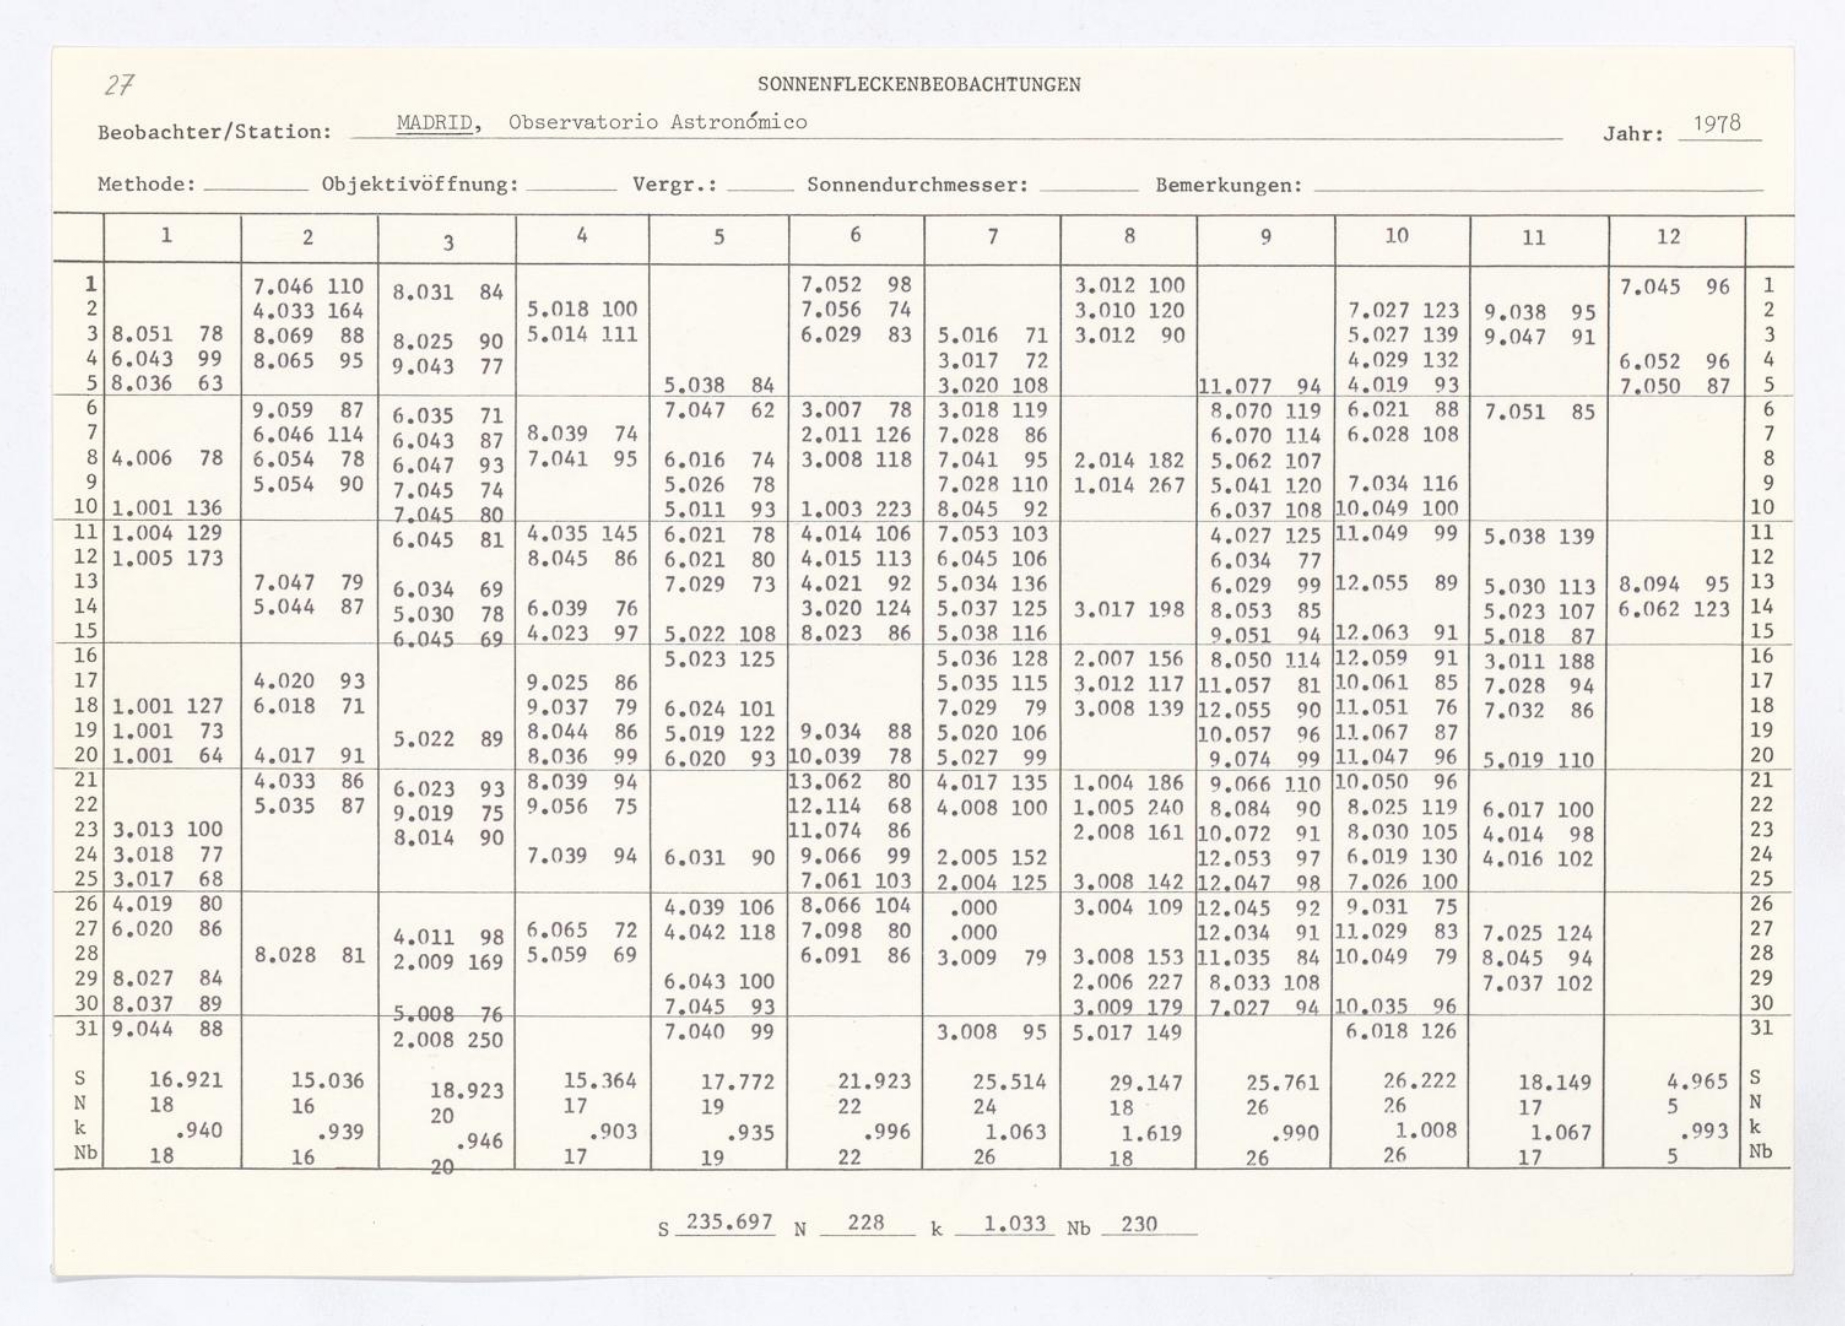 27
SONNENFLECKENBEOBACHTUNGEN
Beobachter/Station: MADRID, Observatorio Astronómico Jahr: 1978
Methode: Objektivöffnung: Vergr.: Sonnendurchmesser: Bemerkungen:
1 2 3 4 5 6 7 8 9 10 11 12
1 7.046 110 8.031 84 7.052 98 3.012 100 7.045 96 1
2 4.033 164 5.018 100 7.056 74 3.010 120 7.027 123 9.038 95 2
3 8.051 78 8.069 88 8.025 90 5.014 111 6.029 83 5.016 71 3.012 90 5.027 139 9.047 91 3
4 6.043 99 8.065 95 9.043 77 3.017 72 4.029 132 6.052 96 4
5 8.036 63 5.038 84 3.020 108 11.077 94 4.019 93 7.050 87 5
6 9.059 87 6.035 71 7.047 62 3.007 78 3.018 119 8.070 119 6.021 88 7.051 85 6
7 6.046 114 6.043 87 8.039 74 2.011 126 7.028 86 6.070 114 6.028 108 7
8 4.006 78 6.054 78 6.047 93 7.041 95 6.016 74 3.008 118 7.041 95 2.014 182 5.062 107 8
9 5.054 90 7.045 74 5.026 78 7.028 110 1.014 267 5.041 120 7.034 116 9
10 1.001 136 7.045 80 5.011 93 1.003 223 8.045 92 6.037 108 10.049 100 10
11 1.004 129 6.045 81 4.035 145 6.021 78 4.014 106 7.053 103 4.027 125 11.049 99 5.038 139 11
12 1.005 173 8.045 86 6.021 80 4.015 113 6.045 106 6.034 77 12
13 7.047 79 6.034 69 7.029 73 4.021 92 5.034 136 6.029 99 12.055 89 5.030 113 8.094 95 13
14 5.044 87 5.030 78 6.039 76 3.020 124 5.037 125 3.017 198 8.053 85 5.023 107 6.062 123 14
15 6.045 69 4.023 97 5.022 108 8.023 86 5.038 116 9.051 94 12.063 91 5.018 87 15
16 5.023 125 5.036 128 2.007 156 8.050 114 12.059 91 3.011 188 16
17 4.020 93 9.025 86 5.035 115 3.012 117 11.057 81 10.061 85 7.028 94 17
18 1.001 127 6.018 71 9.037 79 6.024 101 7.029 79 3.008 139 12.055 90 11.051 76 7.032 86 18
19 1.001 73 5.022 89 8.044 86 5.019 122 9.034 88 5.020 106 10.057 96 11.067 87 19
20 1.001 64 4.017 91 8.036 99 6.020 93 10.039 78 5.027 99 9.074 99 11.047 96 5.019 110 20
21 4.033 86 6.023 93 8.039 94 13.062 80 4.017 135 1.004 186 9.066 110 10.050 96 21
22 5.035 87 9.019 75 9.056 75 12.114 68 4.008 100 1.005 240 8.084 90 8.025 119 6.017 100 22
23 3.013 100 8.014 90 11.074 86 2.008 161 10.072 91 8.030 105 4.014 98 23
24 3.018 77 7.039 94 6.031 90 9.066 99 2.005 152 12.053 97 6.019 130 4.016 102 24
25 3.017 68 7.061 103 2.004 125 3.008 142 12.047 98 7.026 100 25
26 4.019 80 4.039 106 8.066 104 .000 3.004 109 12.045 92 9.031 75 26
27 6.020 86 4.011 98 6.065 72 4.042 118 7.098 80 .000 12.034 91 11.029 83 7.025 124 27
28 8.028 81 2.009 169 5.059 69 6.091 86 3.009 79 3.008 153 11.035 84 10.049 79 8.045 94 28
29 8.027 84 6.043 100 2.006 227 8.033 108 7.037 102 29
30 8.037 89 5.008 76 7.045 93 3.009 179 7.027 94 10.035 96 30
31 9.044 88 2.008 250 7.040 99 3.008 95 5.017 149 6.018 126 31
S 16.921 15.036 18.923 15.364 17.772 21.923 25.514 29.147 25.761 26.222 18.149 4.965 S
N 18 16 20 17 19 22 24 18 26 26 17 5 N
k .940 .939 .946 .903 .935 .996 1.063 1.619 .990 1.008 1.067 .993 k
Nb 18 16 20 17 19 22 26 18 26 26 17 5 Nb
S 235.697 N 228 k 1.033 Nb 230